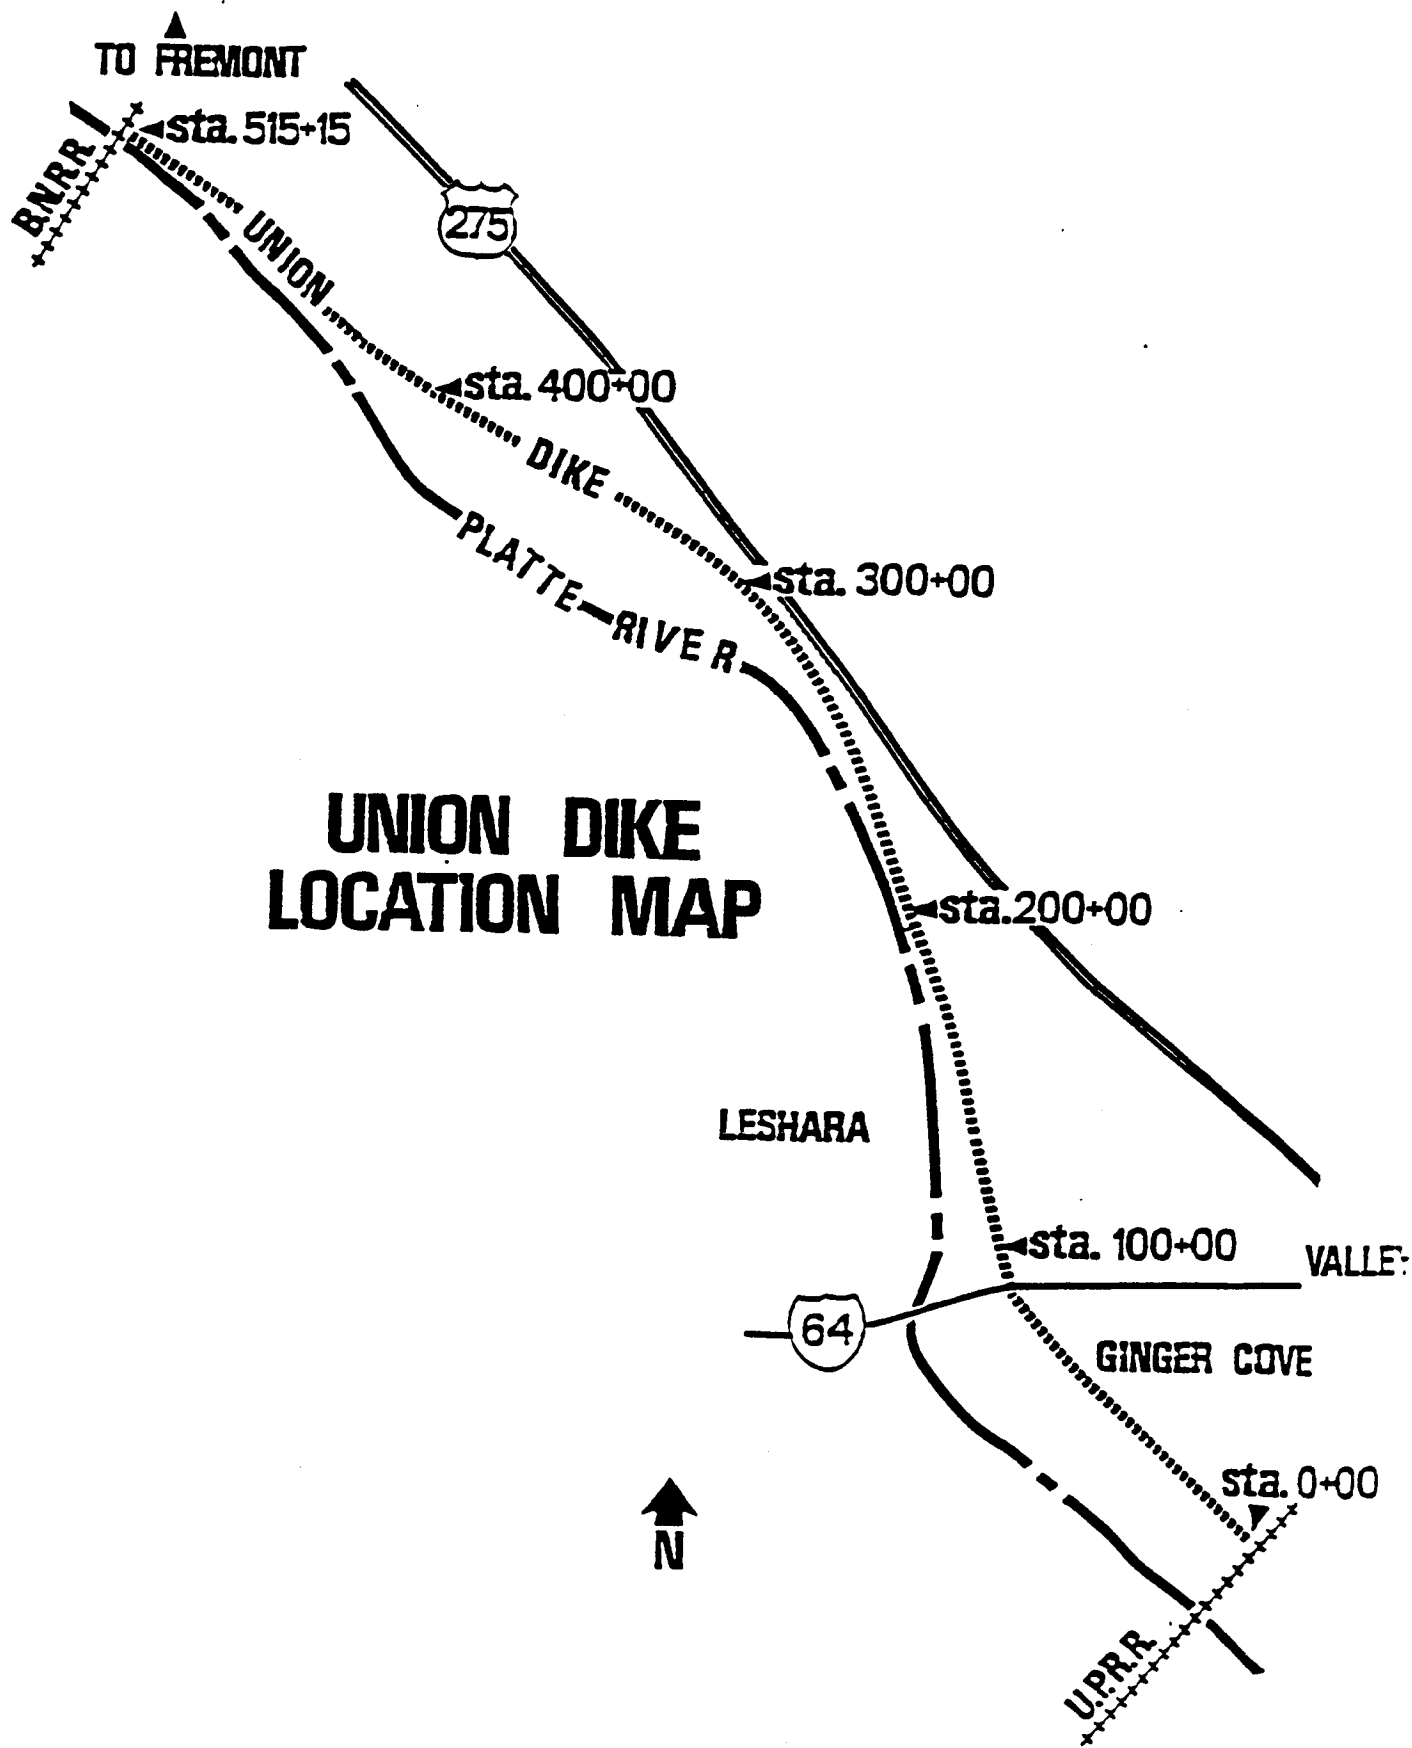 TO FREMONT
sta. 515+15
B.N.R.R.
275
UNION
sta. 400+00
DIKE
PLATTE RIVER
sta. 300+00
UNION DIKE
LOCATION MAP
sta. 200+00
LESHARA
sta. 100+00
64
GINGER COVE
sta. 0+00
N
U.P.R.R.